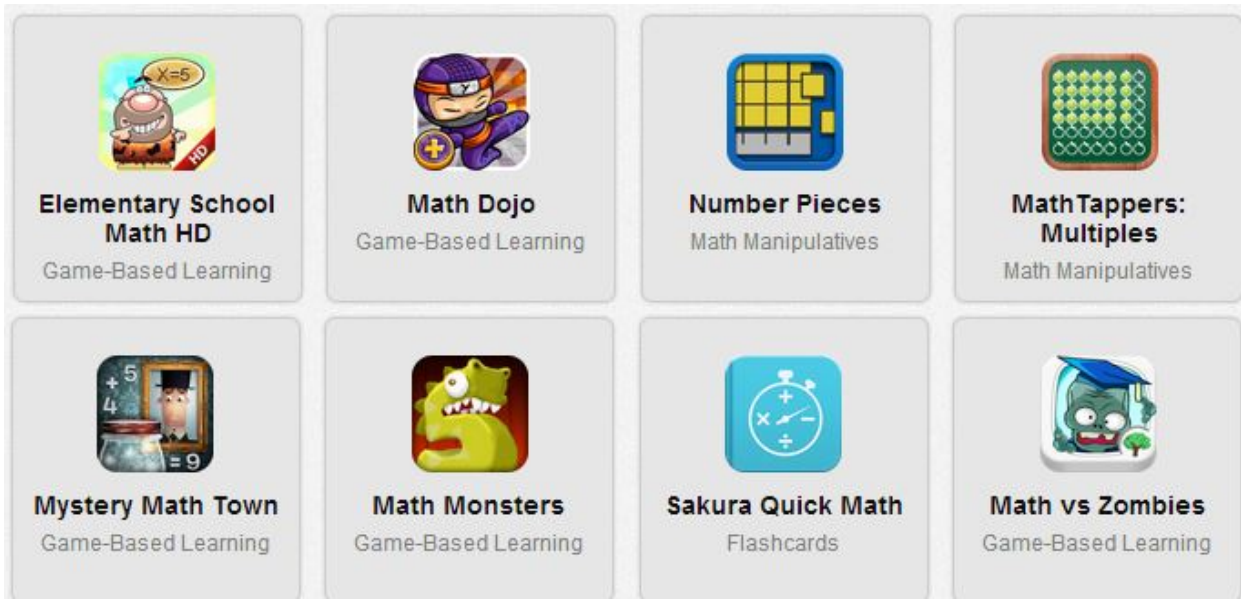 X=5
HD
Elementary School
Math HD
Game-Based Learning
Y
+
Math Dojo
Game-Based Learning
Number Pieces
Math Manipulatives
MathTappers:
Multiples
Math Manipulatives
+ 5
4
= 9
Mystery Math Town
Game-Based Learning
Math Monsters
Game-Based Learning
+
× −
÷
Sakura Quick Math
Flashcards
Math vs Zombies
Game-Based Learning